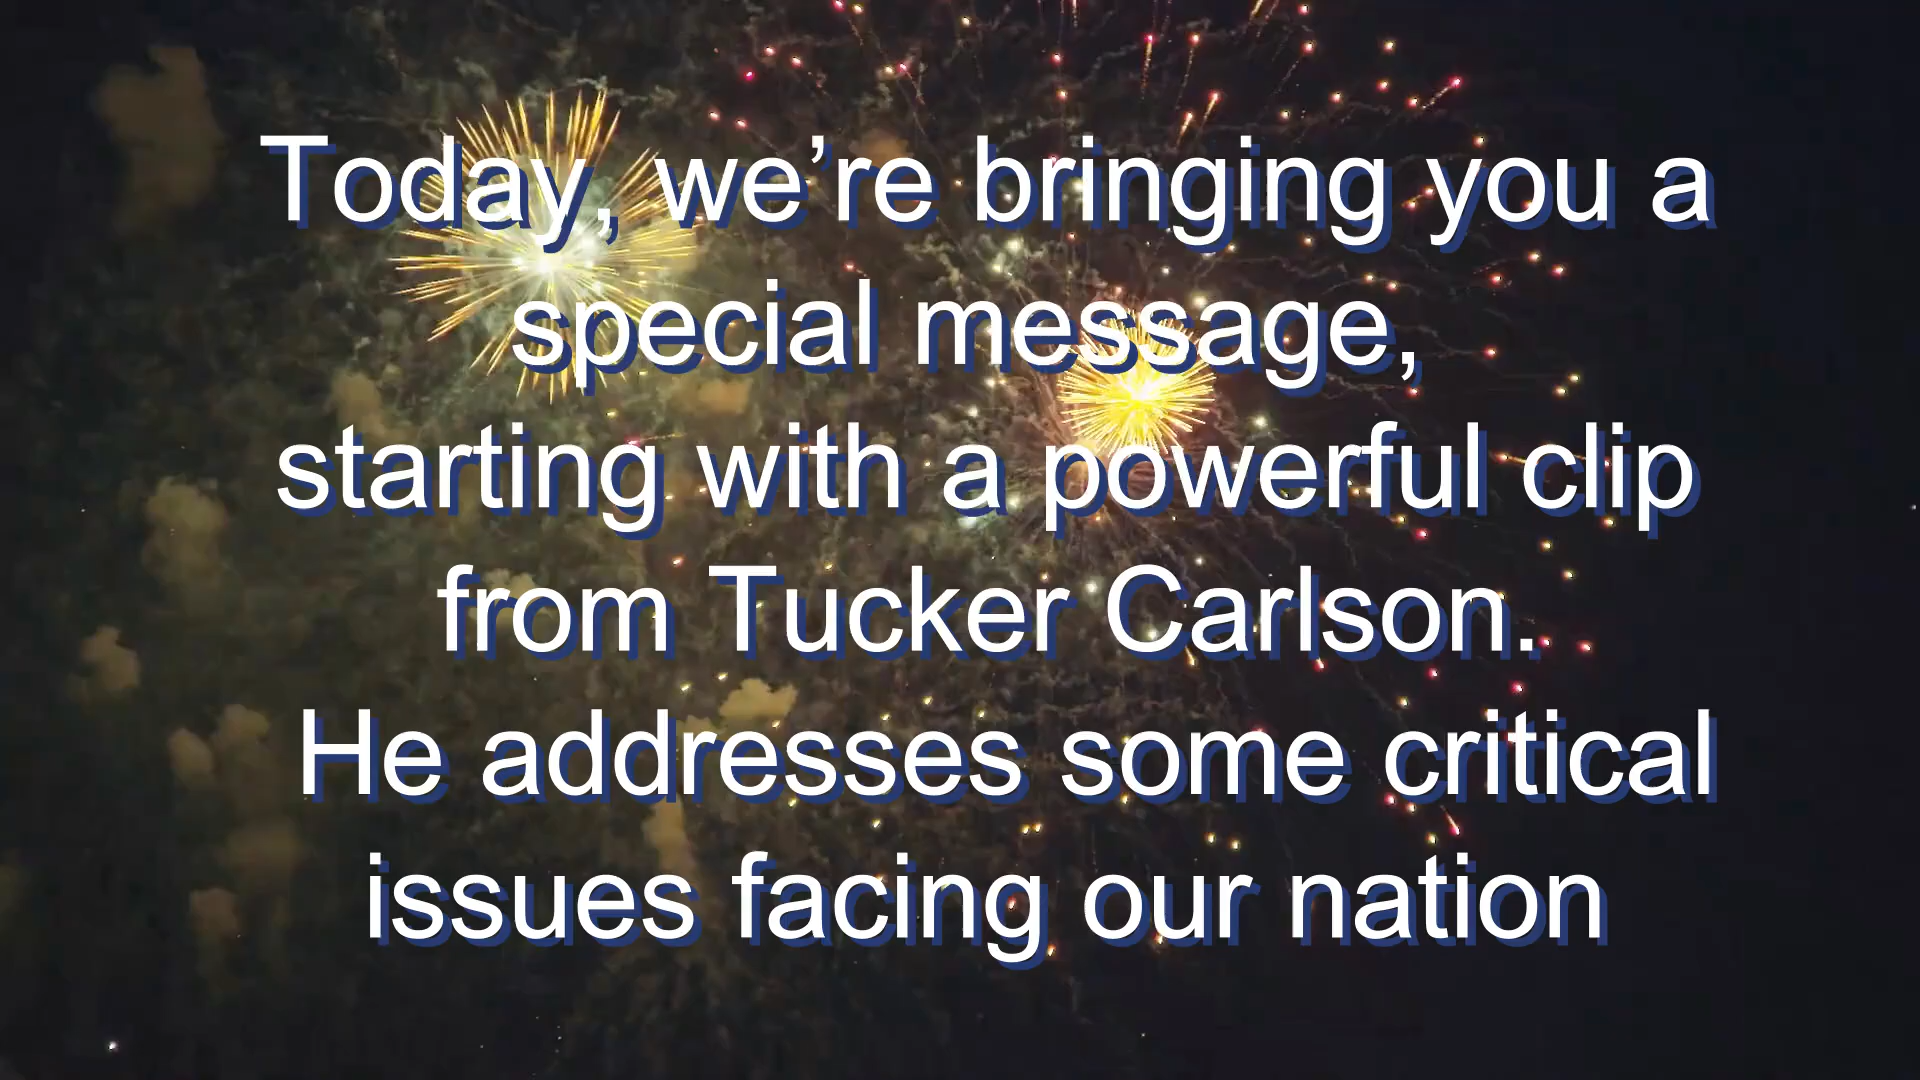 Today, we’re bringing you a
special message,
starting with a powerful clip
from Tucker Carlson.
He addresses some critical
issues facing our nation